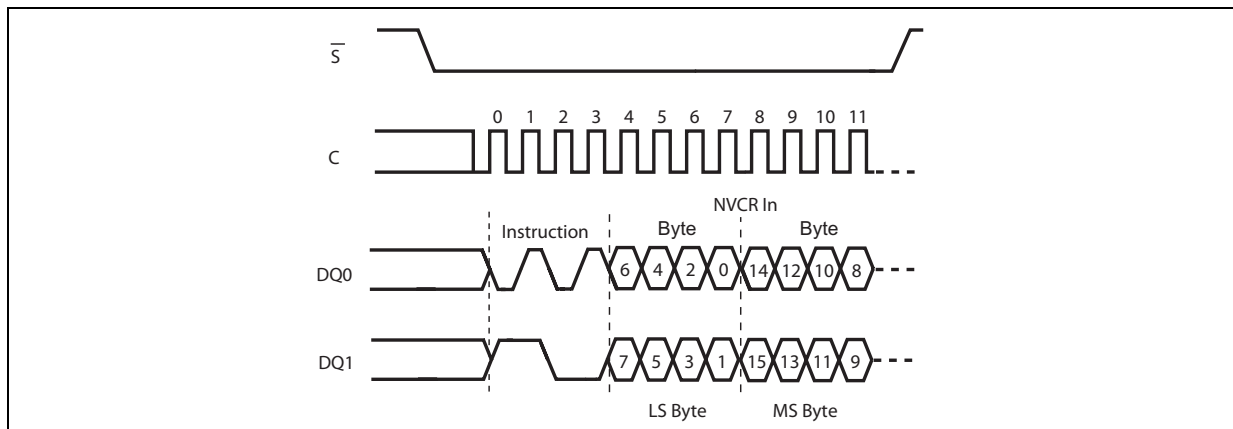 S
0 1 2 3 4 5 6 7 8 9 10 11
C
NVCR In
Instruction Byte Byte
DQ0 6 4 2 0 14 12 10 8
DQ1 7 5 3 1 15 13 11 9
LS Byte MS Byte